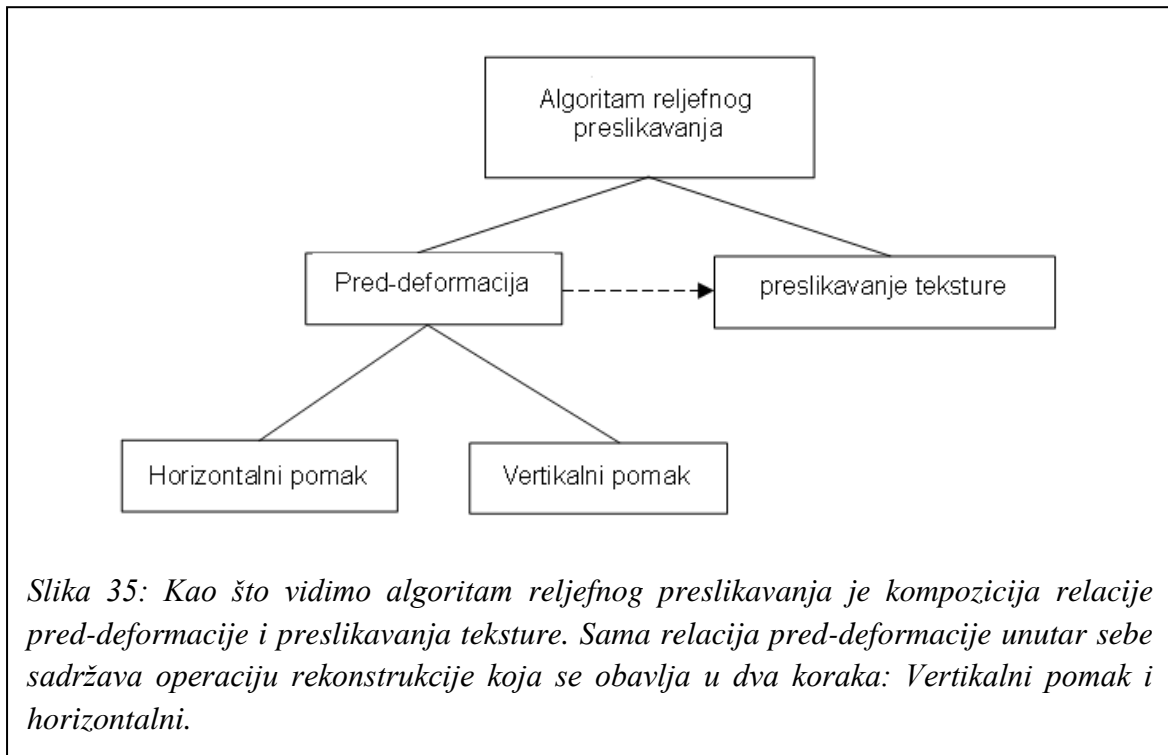 Algoritam reljefnog
preslikavanja
Pred-deformacija
preslikavanje teksture
Horizontalni pomak
Vertikalni pomak
Slika 35: Kao što vidimo algoritam reljefnog preslikavanja je kompozicija relacije
pred-deformacije i preslikavanja teksture. Sama relacija pred-deformacije unutar sebe
sadržava operaciju rekonstrukcije koja se obavlja u dva koraka: Vertikalni pomak i
horizontalni.